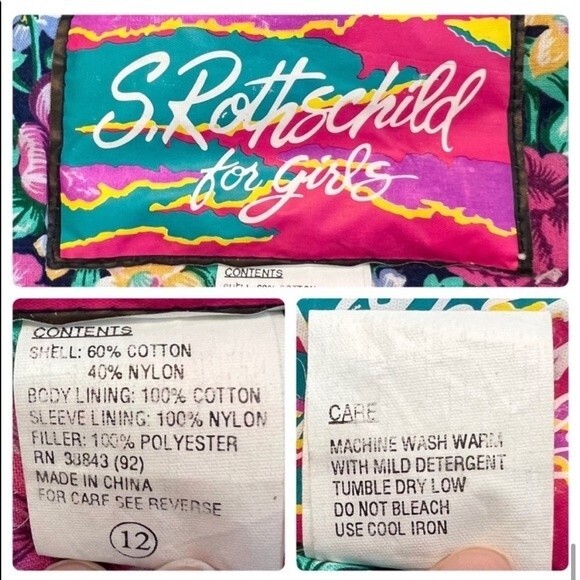 S. Rothschild
for girls
CONTENTS
CONTENTS
SHELL: 60% COTTON
40% NYLON
BODY LINING: 100% COTTON
SLEEVE LINING: 100% NYLON
FILLER: 100% POLYESTER
RN 38843 (92)
MADE IN CHINA
FOR CARE SEE REVERSE
12
CARE
MACHINE WASH WARM
WITH MILD DETERGENT
TUMBLE DRY LOW
DO NOT BLEACH
USE COOL IRON